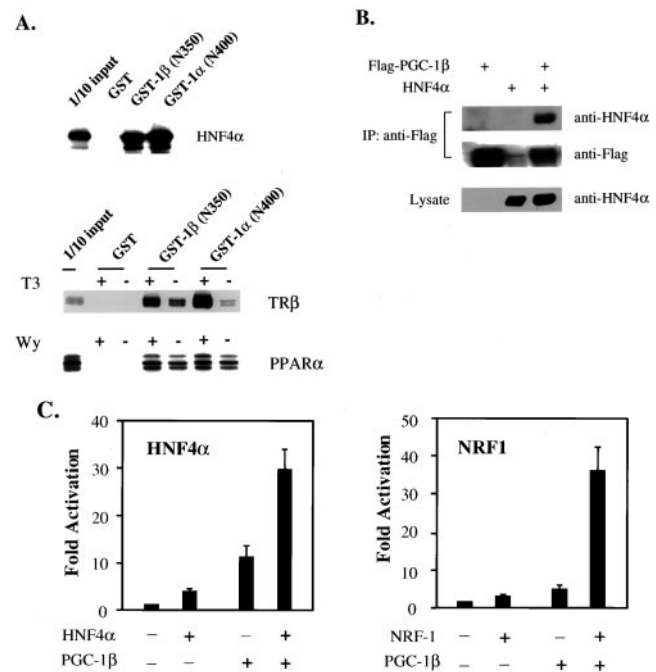 A.
1/10 input
GST
GST-1β (N350)
GST-1α (N400)
HNF4α
1/10 input
GST
GST-1β (N350)
GST-1α (N400)
T3 + - + - + -
TRβ
Wy + - + - + -
PPARα
B.
Flag-PGC-1β + +
HNF4α + +
IP: anti-Flag
anti-HNF4α
anti-Flag
Lysate
anti-HNF4α
C.
HNF4α
Fold Activation
40
30
20
10
0
HNF4α − + − +
PGC-1β + +
NRF1
Fold Activation
50
40
30
20
10
0
NRF-1 − + − +
PGC-1β + +